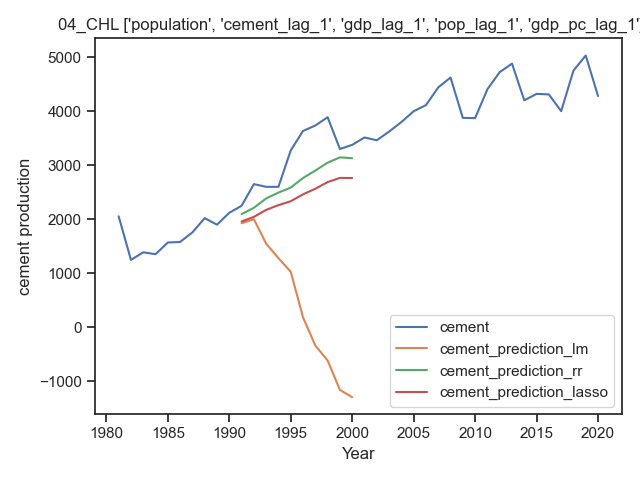 04_CHL ['population', 'cement_lag_1', 'gdp_lag_1', 'pop_lag_1', 'gdp_pc_lag_1'
5000
4000
3000
2000
1000
0
−1000
cement production
1980 1985 1990 1995 2000 2005 2010 2015 2020
Year
cement
cement_prediction_lm
cement_prediction_rr
cement_prediction_lasso